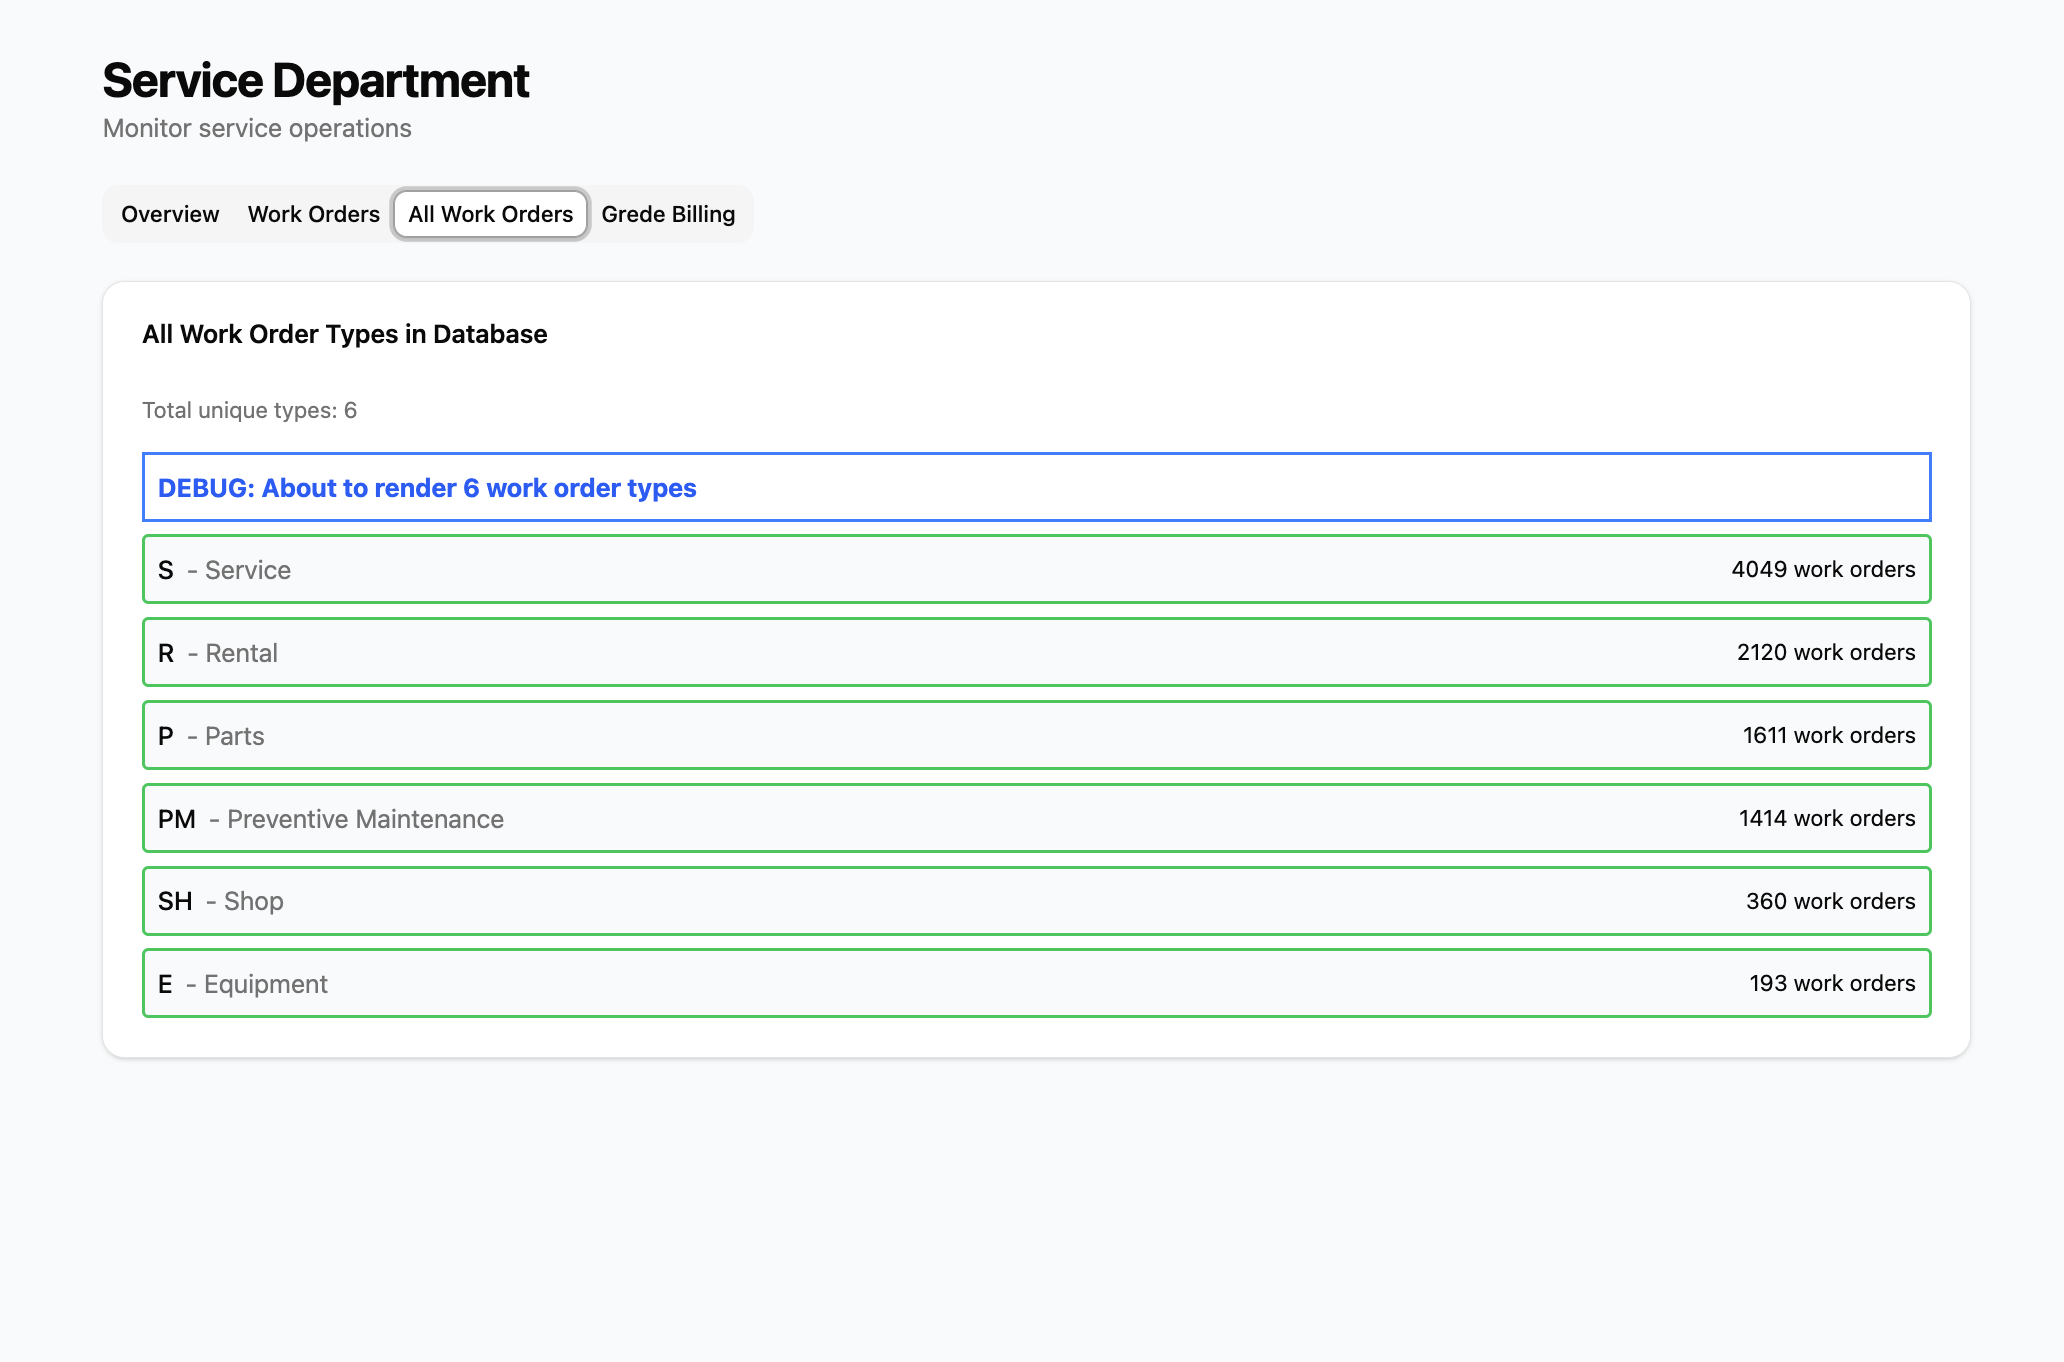 Service Department
Monitor service operations
Overview Work Orders All Work Orders Grede Billing
All Work Order Types in Database
Total unique types: 6
DEBUG: About to render 6 work order types
S - Service 4049 work orders
R - Rental 2120 work orders
P - Parts 1611 work orders
PM - Preventive Maintenance 1414 work orders
SH - Shop 360 work orders
E - Equipment 193 work orders